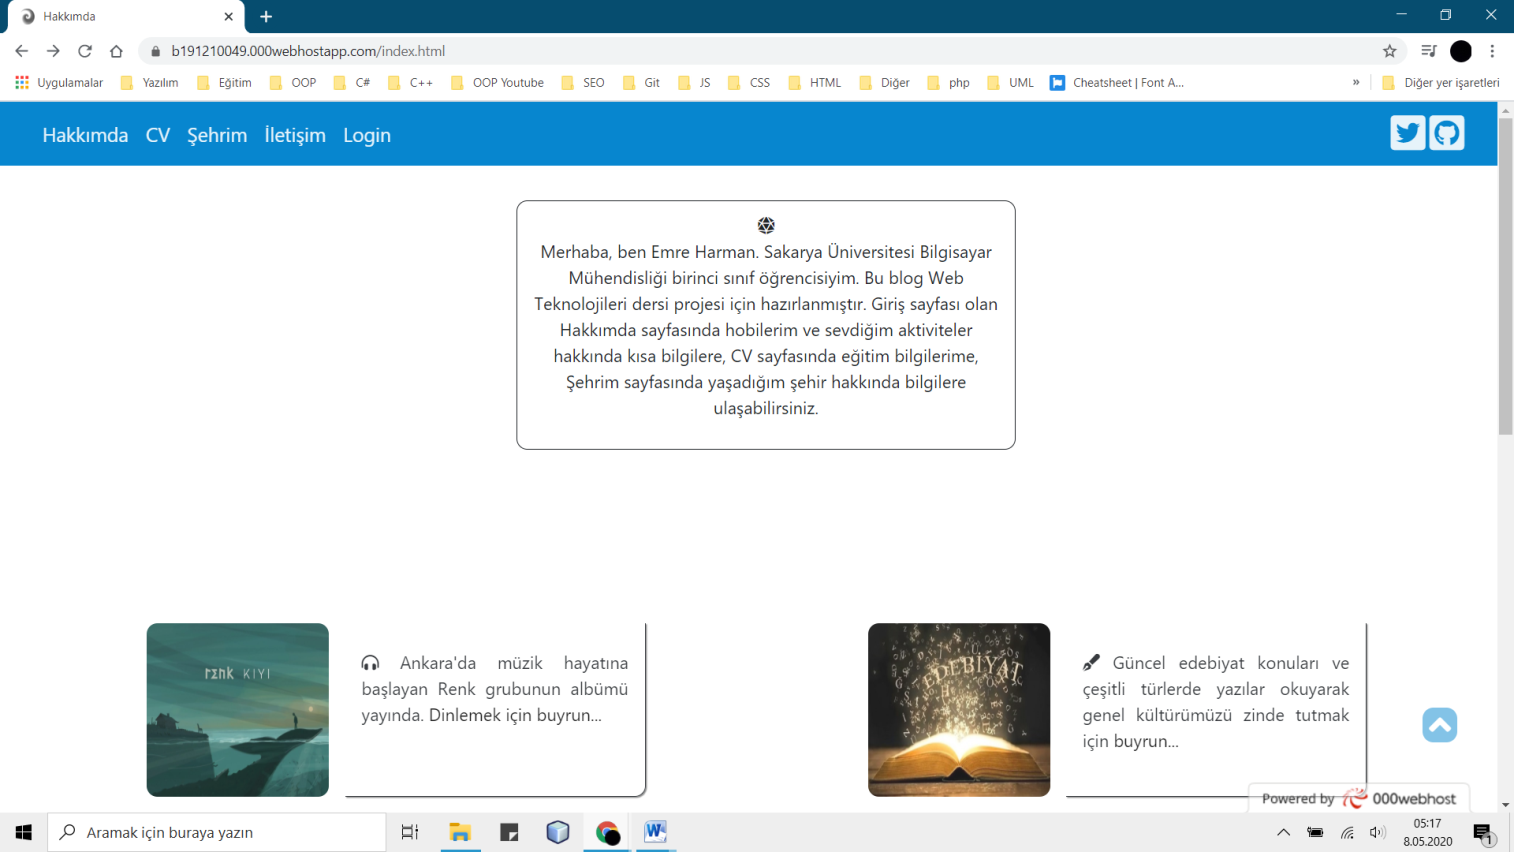 Hakkımda
b191210049.000webhostapp.com/index.html
Uygulamalar Yazılım Eğitim OOP C# C++ OOP Youtube SEO Git JS CSS HTML Diğer php UML Cheatsheet | Font A... » Diğer yer işaretleri
Hakkımda CV Şehrim İletişim Login
Merhaba, ben Emre Harman. Sakarya Üniversitesi Bilgisayar
Mühendisliği birinci sınıf öğrencisiyim. Bu blog Web
Teknolojileri dersi projesi için hazırlanmıştır. Giriş sayfası olan
Hakkımda sayfasında hobilerim ve sevdiğim aktiviteler
hakkında kısa bilgilere, CV sayfasında eğitim bilgilerime,
Şehrim sayfasında yaşadığım şehir hakkında bilgilere
ulaşabilirsiniz.
renk KIYI
Ankara'da müzik hayatına
başlayan Renk grubunun albümü
yayında. Dinlemek için buyrun...
EDEBİYAT
Güncel edebiyat konuları ve
çeşitli türlerde yazılar okuyarak
genel kültürümüzü zinde tutmak
için buyrun...
Powered by 000webhost
Aramak için buraya yazın
05:17
8.05.2020
1